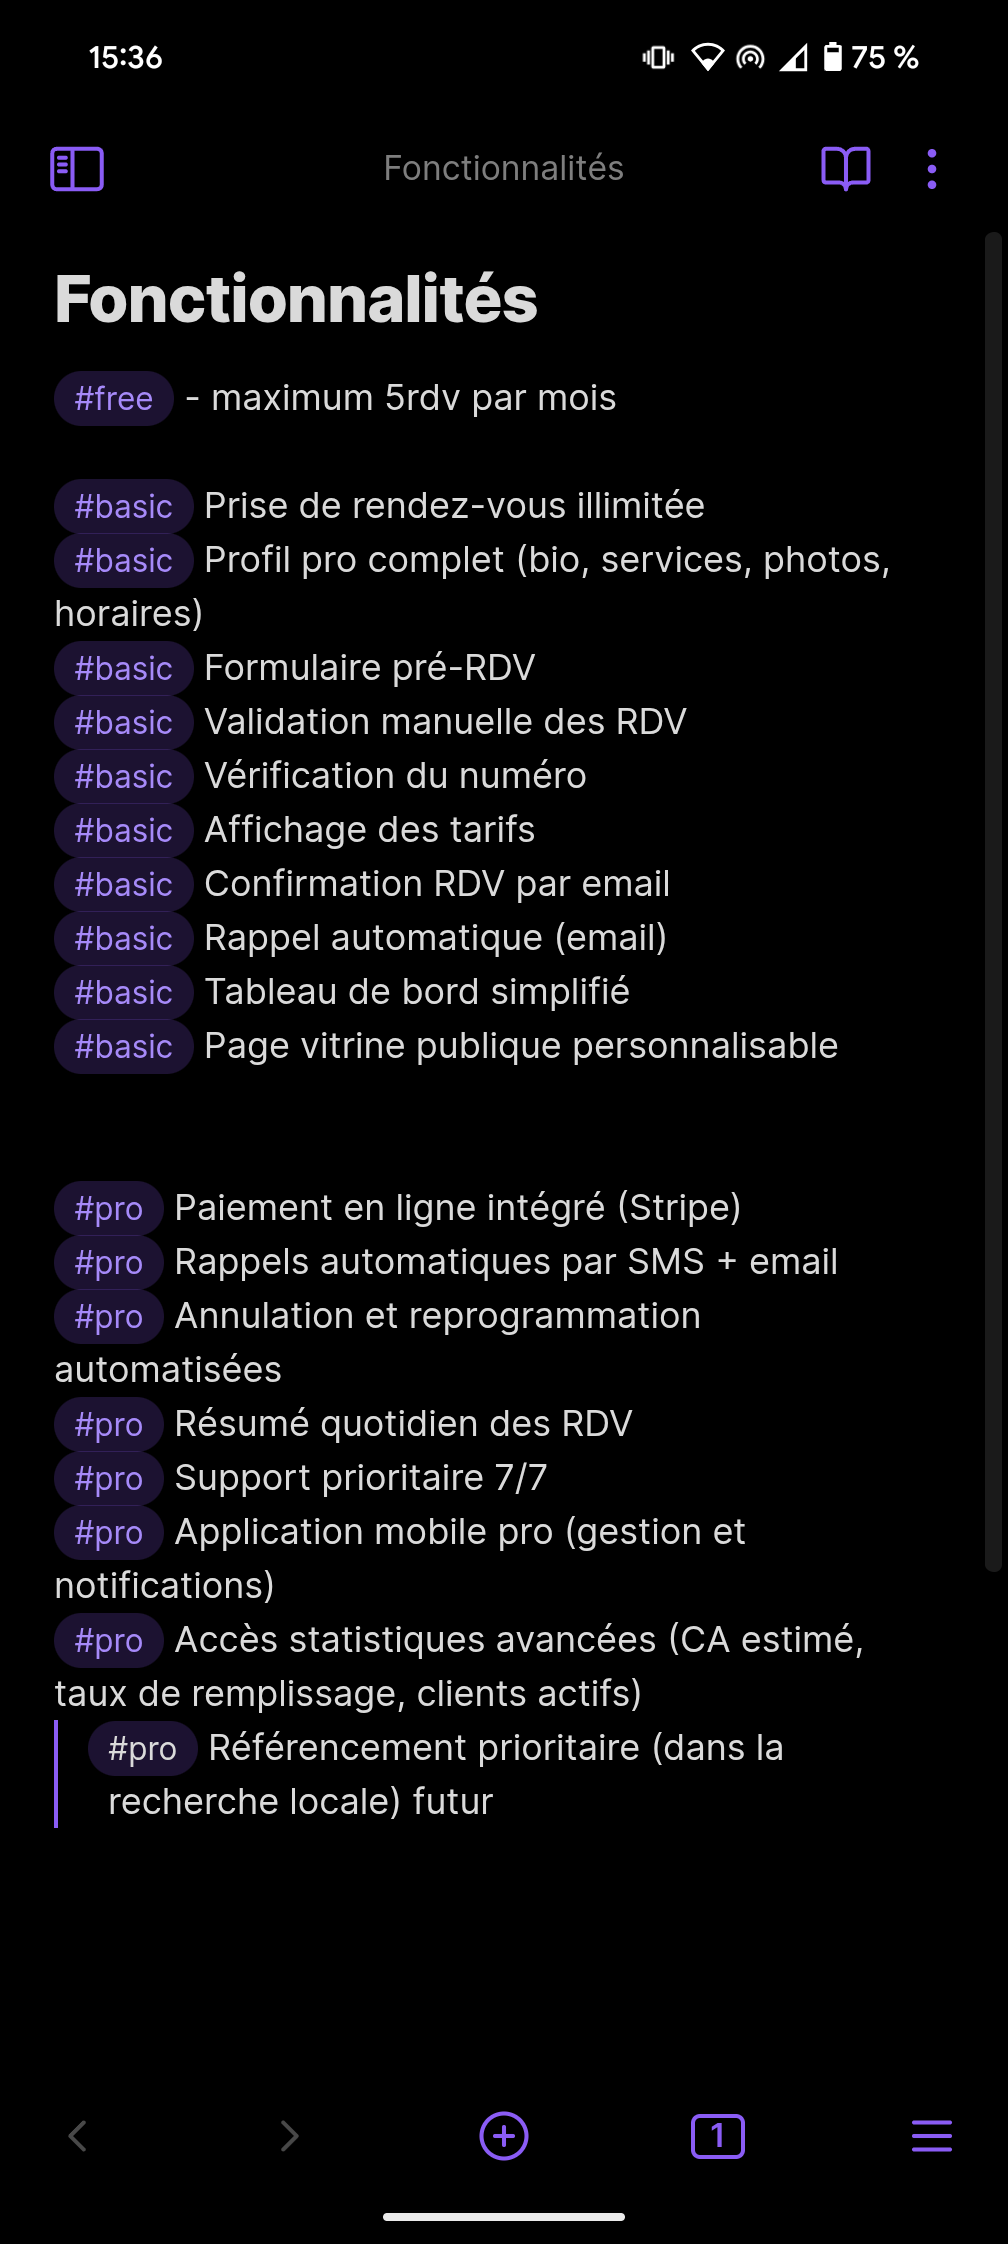 15:36 75 %
Fonctionnalités
Fonctionnalités
#free - maximum 5rdv par mois
#basic Prise de rendez-vous illimitée
#basic Profil pro complet (bio, services, photos,
horaires)
#basic Formulaire pré-RDV
#basic Validation manuelle des RDV
#basic Vérification du numéro
#basic Affichage des tarifs
#basic Confirmation RDV par email
#basic Rappel automatique (email)
#basic Tableau de bord simplifié
#basic Page vitrine publique personnalisable
#pro Paiement en ligne intégré (Stripe)
#pro Rappels automatiques par SMS + email
#pro Annulation et reprogrammation
automatisées
#pro Résumé quotidien des RDV
#pro Support prioritaire 7/7
#pro Application mobile pro (gestion et
notifications)
#pro Accès statistiques avancées (CA estimé,
taux de remplissage, clients actifs)
#pro Référencement prioritaire (dans la
recherche locale) futur
1